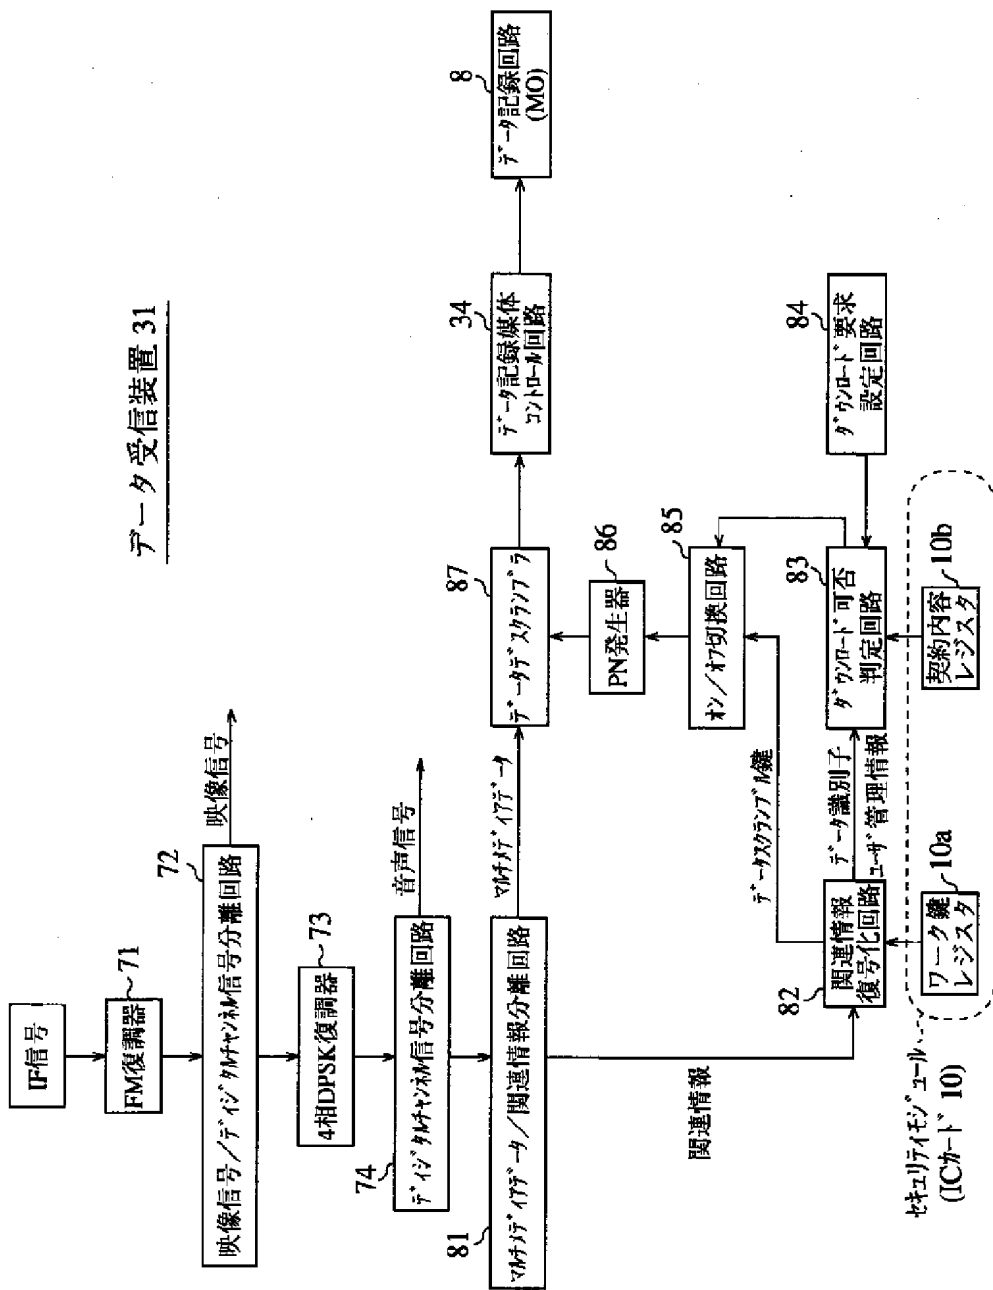 データ受信装置 31
IF信号
FM復調器
71
映像信号／ディジタルチャンネル信号分離回路
72
映像信号
4相DPSK復調器
73
ディジタルチャンネル信号分離回路
74
音声信号
マルチメディアデータ／関連情報分離回路
81
マルチメディアデータ
データデスクランブラ
87
データ記録媒体
コントロール回路
34
データ記録回路
(MO)
8
PN発生器
86
オン／オフ切換回路
85
データスクランブル鍵
関連情報
関連情報
復号化回路
82
データ識別子
ユーザ管理情報
ダウンロード可否
判定回路
83
ダウンロード要求
設定回路
84
ワーク鍵
レジスタ
10a
契約内容
レジスタ
10b
セキュリティモジュール
(ICカード 10)